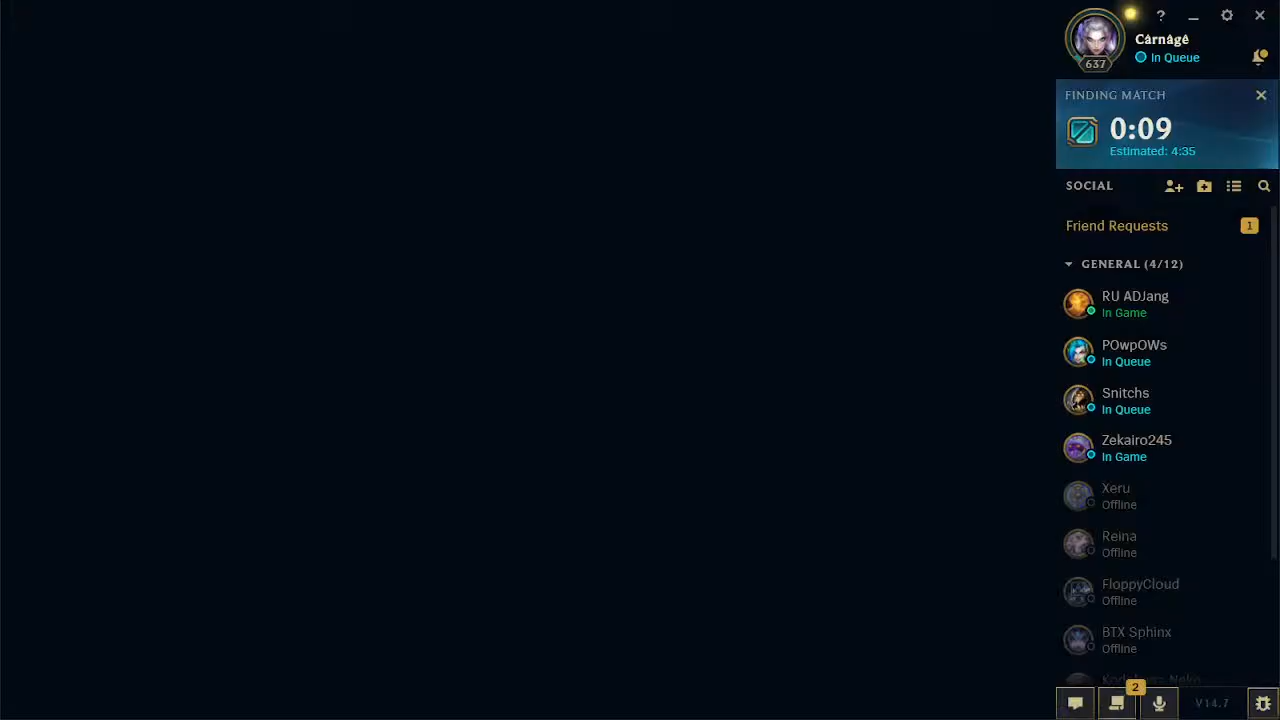 ?
Cârnâgê
637
In Queue
FINDING MATCH
0:09
Estimated: 4:35
SOCIAL
Friend Requests
1
GENERAL (4/12)
RU ADJang
In Game
POwpOWs
In Queue
Snitchs
In Queue
Zekairo245
In Game
Xeru
Offline
Reina
Offline
FloppyCloud
Offline
BTX Sphinx
Offline
2
V14.7